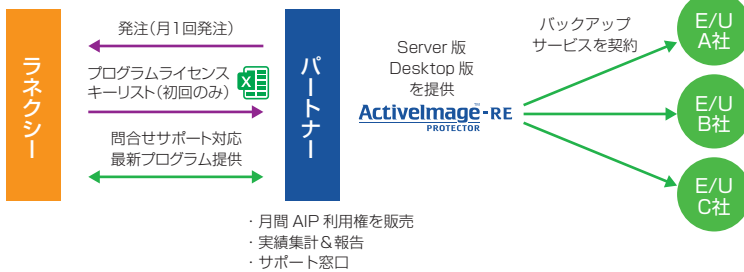 ラネクシー
発注（月1回発注）
プログラムライセンス
キーリスト（初回のみ）
X
問合せサポート対応
最新プログラム提供
パートナー
・月間 AIP 利用権を販売
・実績集計＆報告
・サポート窓口
Server 版
Desktop 版
を提供
ActiveImage™-RE
PROTECTOR
バックアップ
サービスを契約
E/U
A社
E/U
B社
E/U
C社